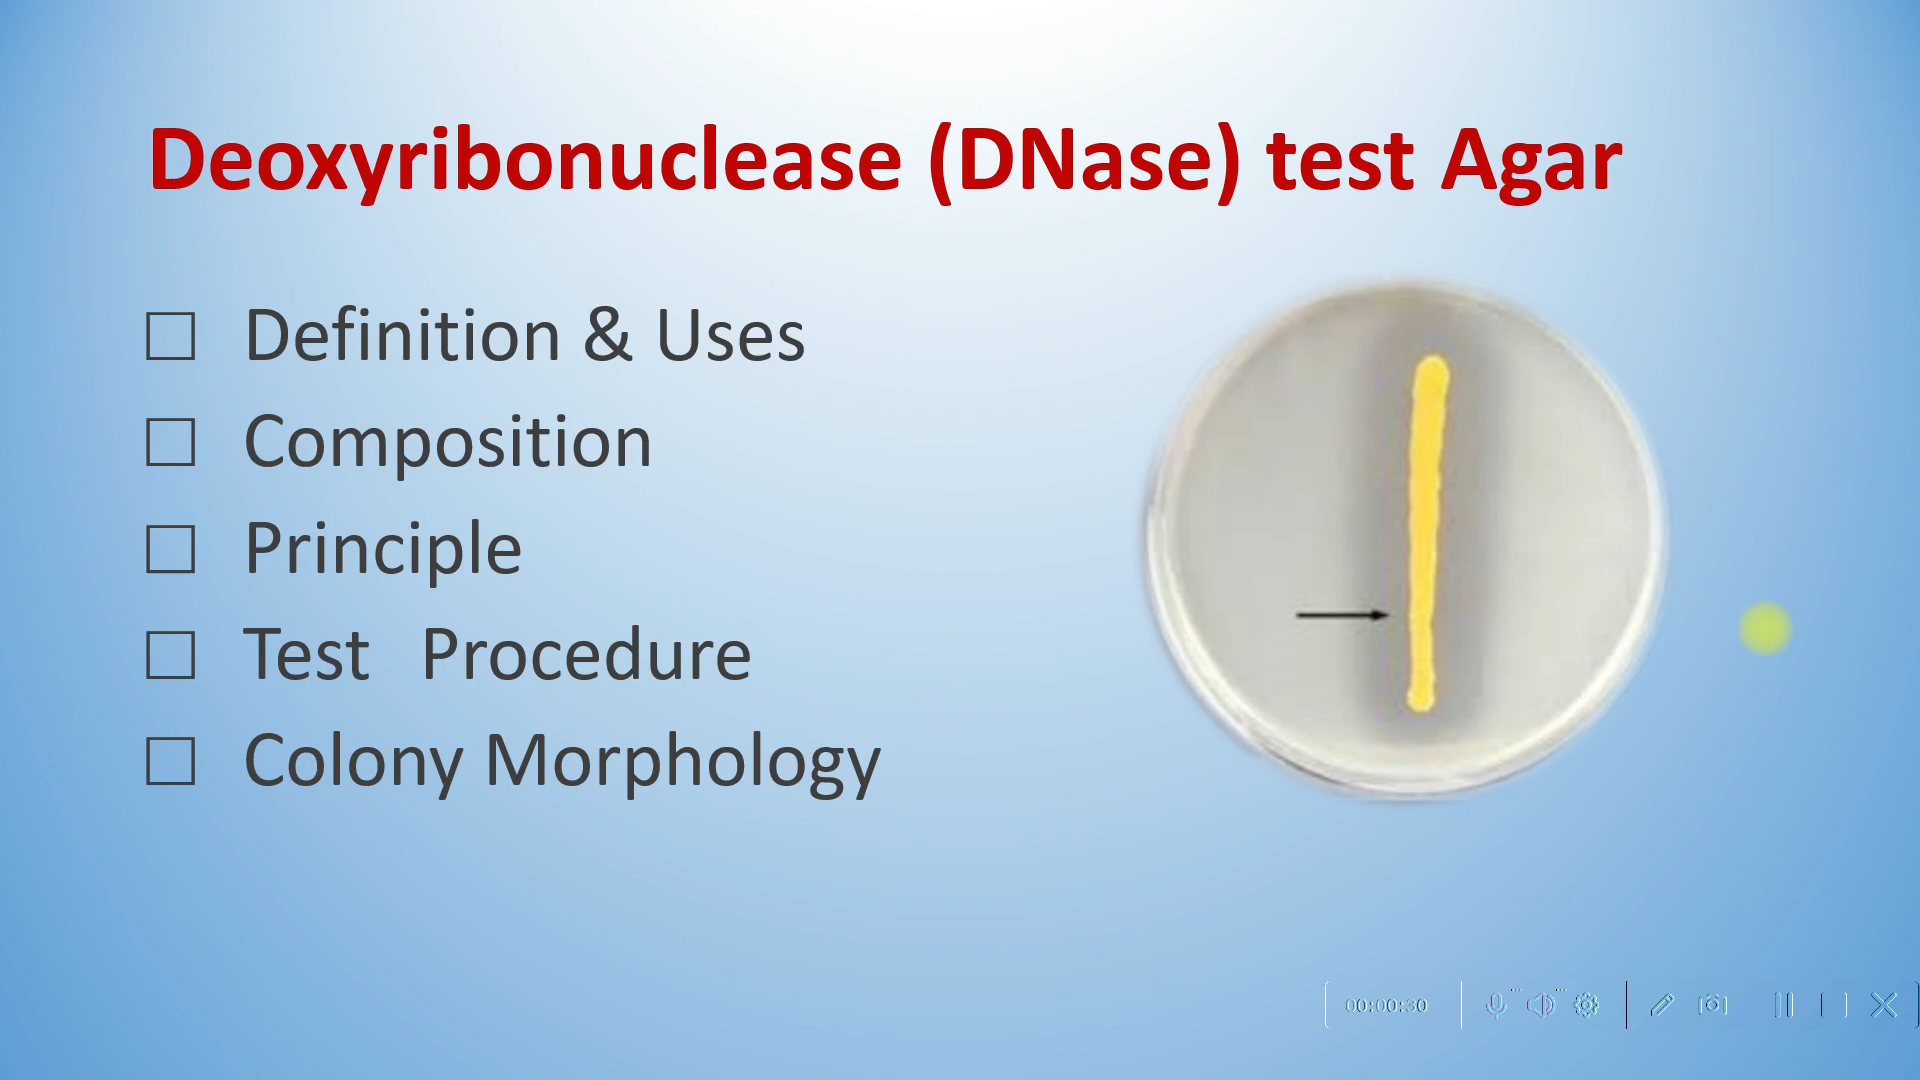 Deoxyribonuclease (DNase) test Agar
Definition & Uses
Composition
Principle
Test Procedure
Colony Morphology
00:00:30